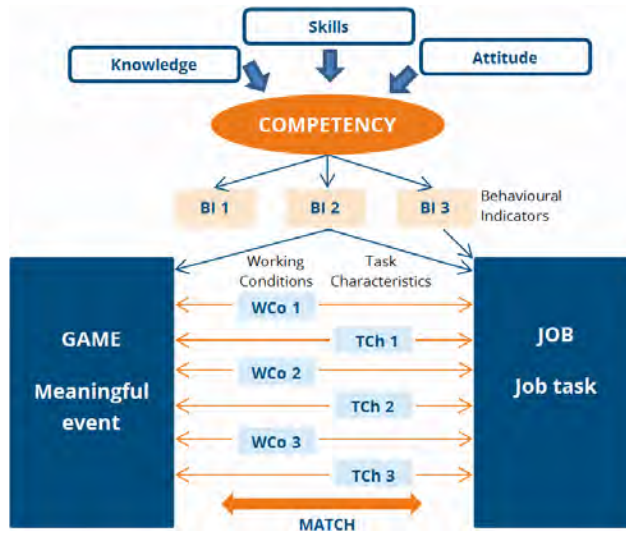 Skills
Knowledge
Attitude
COMPETENCY
BI 1
BI 2
BI 3
Behavioural
Indicators
Working
Conditions
Task
Characteristics
WCo 1
TCh 1
WCo 2
TCh 2
WCo 3
TCh 3
GAME
Meaningful
event
JOB
Job task
MATCH